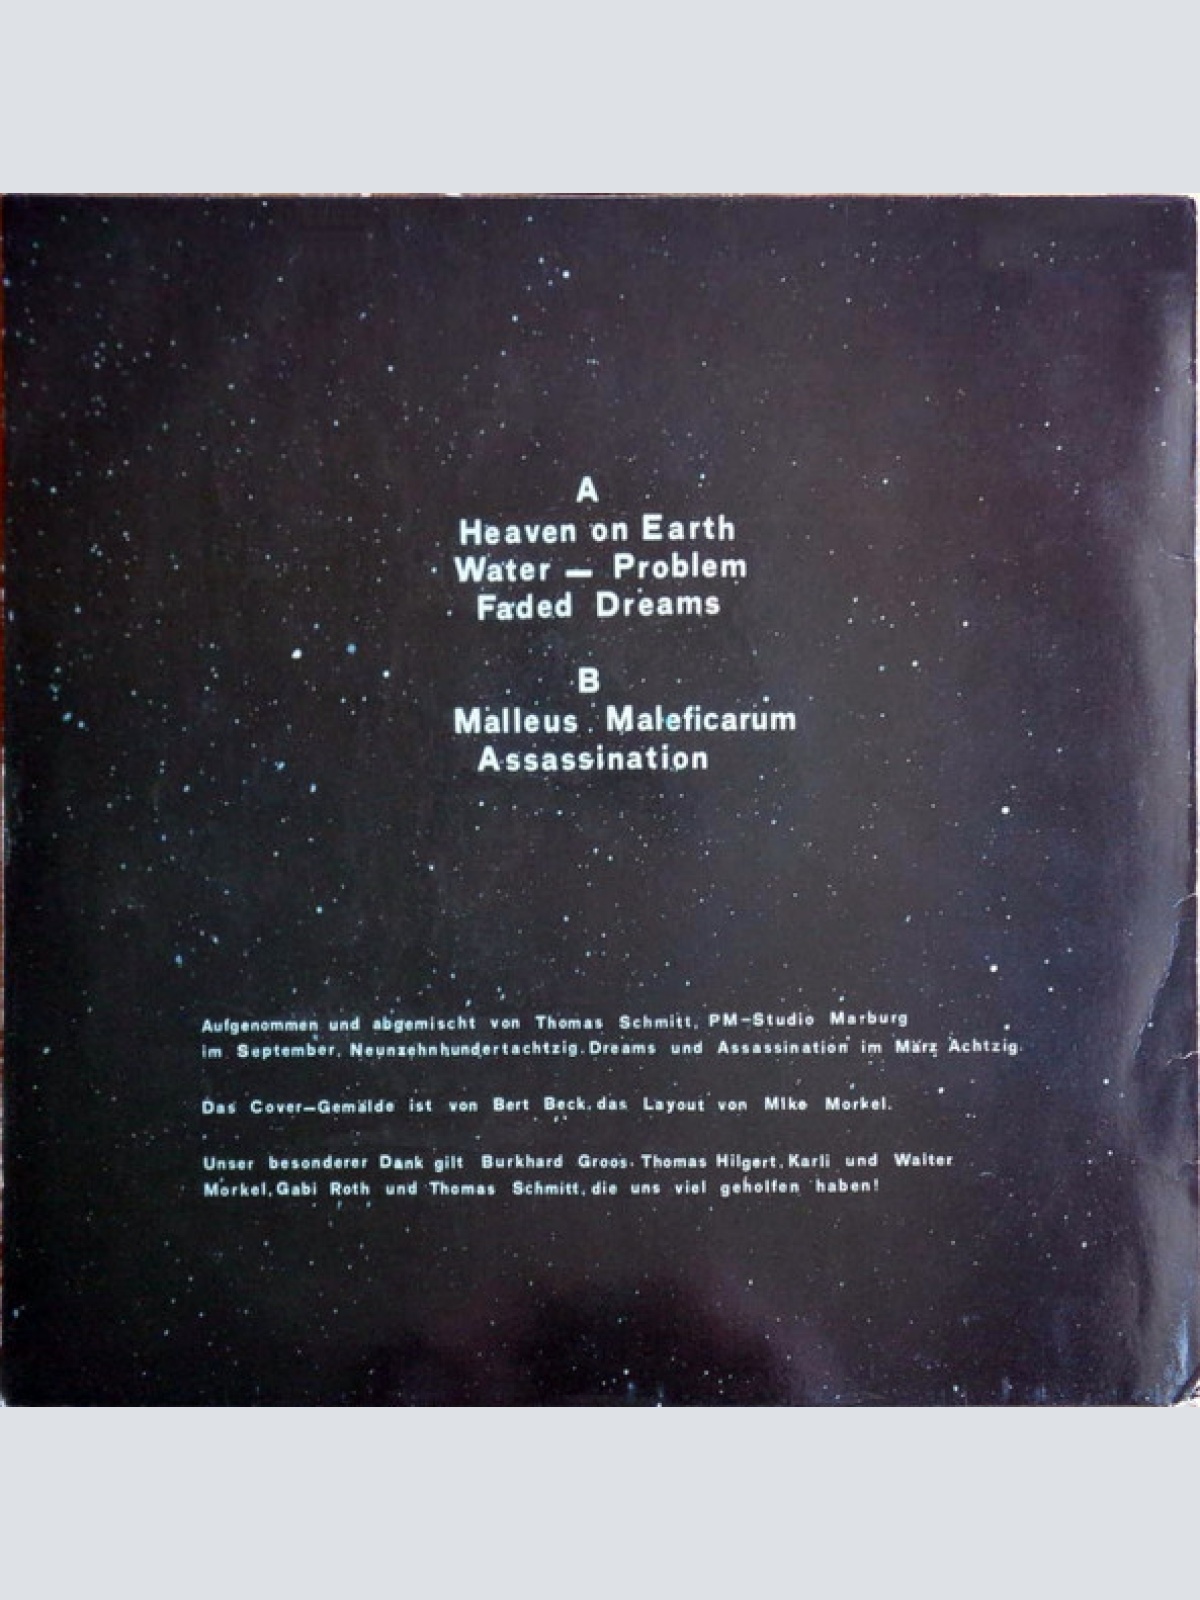 A
Heaven on Earth
Water – Problem
Faded Dreams
B
Malleus Maleficarum
Assassination
Aufgenommen und abgemischt von Thomas Schmitt, PM–Studio Marburg
im September, Neunzehnhundertachtzig. Dreams und Assassination im März Achtzig.
Das Cover–Gemälde ist von Bert Beck, das Layout von Mike Morkel.
Unser besonderer Dank gilt Burkhard Groos, Thomas Hilgert, Karli und Walter
Morkel, Gabi Roth und Thomas Schmitt, die uns viel geholfen haben!